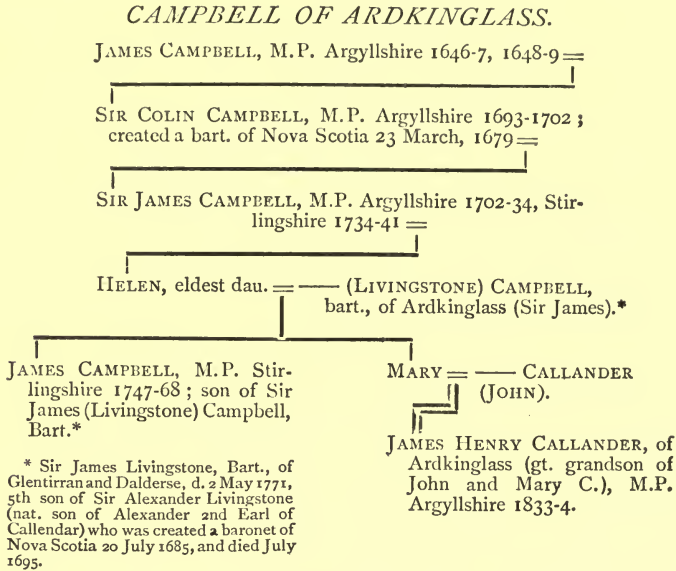 CAMPBELL OF ARDKINGLASS.
JAMES CAMPBELL, M.P. Argyllshire 1646-7, 1648-9=
SIR COLIN CAMPBELL, M.P. Argyllshire 1693-1702;
created a bart. of Nova Scotia 23 March, 1679=
SIR JAMES CAMPBELL, M.P. Argyllshire 1702-34, Stir-
lingshire 1734-41 =
HELEN, eldest dau. = — (LIVINGSTONE) CAMPBELL,
bart., of Ardkinglass (Sir James).*
JAMES CAMPBELL, M.P. Stir-
lingshire 1747-68; son of Sir
James (Livingstone) Campbell,
Bart.*
MARY = — CALLANDER
(JOHN).
JAMES HENRY CALLANDER, of
Ardkinglass (gt. grandson of
John and Mary C.), M.P.
Argyllshire 1833-4.
* Sir James Livingstone, Bart., of
Glentirran and Dalderse, d. 2 May 1771,
5th son of Sir Alexander Livingstone
(nat. son of Alexander 2nd Earl of
Callendar) who was created a baronet of
Nova Scotia 20 July 1685, and died July
1695.